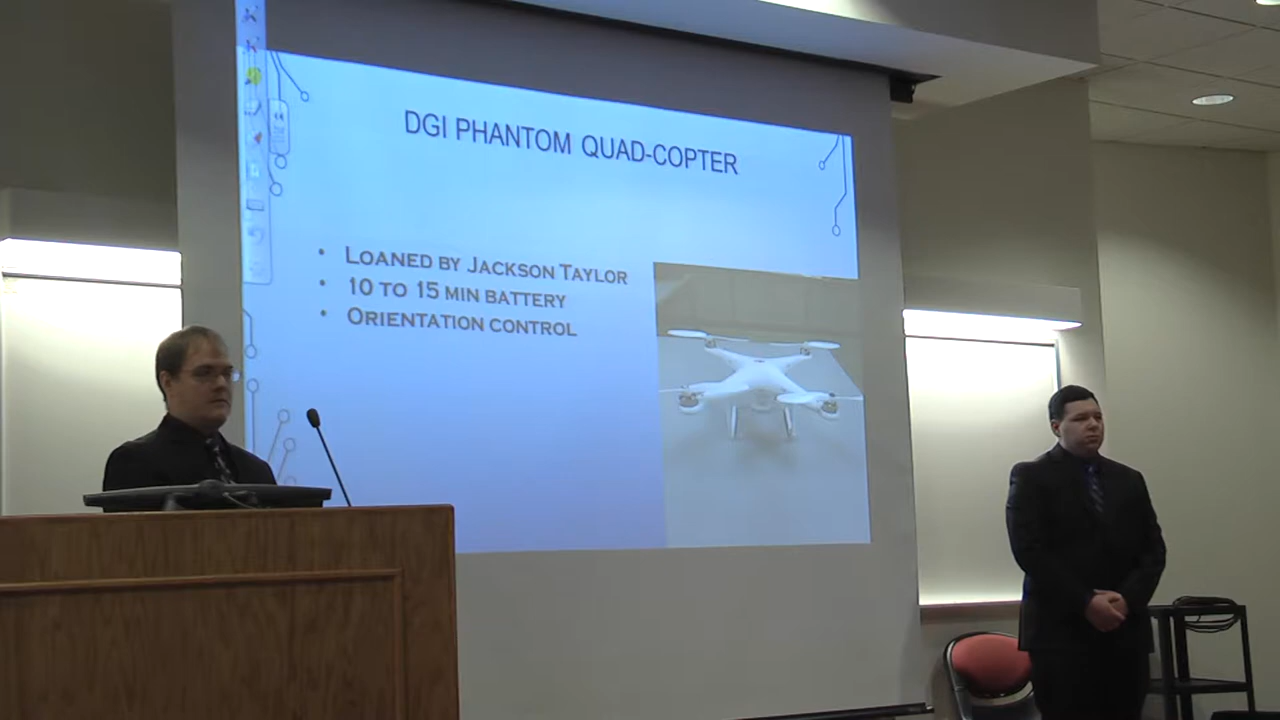 DGI PHANTOM QUAD-COPTER
• LOANED BY JACKSON TAYLOR
• 10 TO 15 MIN BATTERY
• ORIENTATION CONTROL